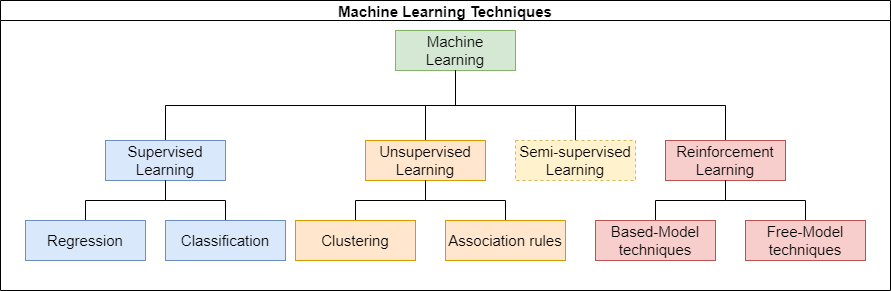 Machine Learning Techniques
Machine
Learning
Supervised
Learning
Unsupervised
Learning
Semi-supervised
Learning
Reinforcement
Learning
Regression
Classification
Clustering
Association rules
Based-Model
techniques
Free-Model
techniques